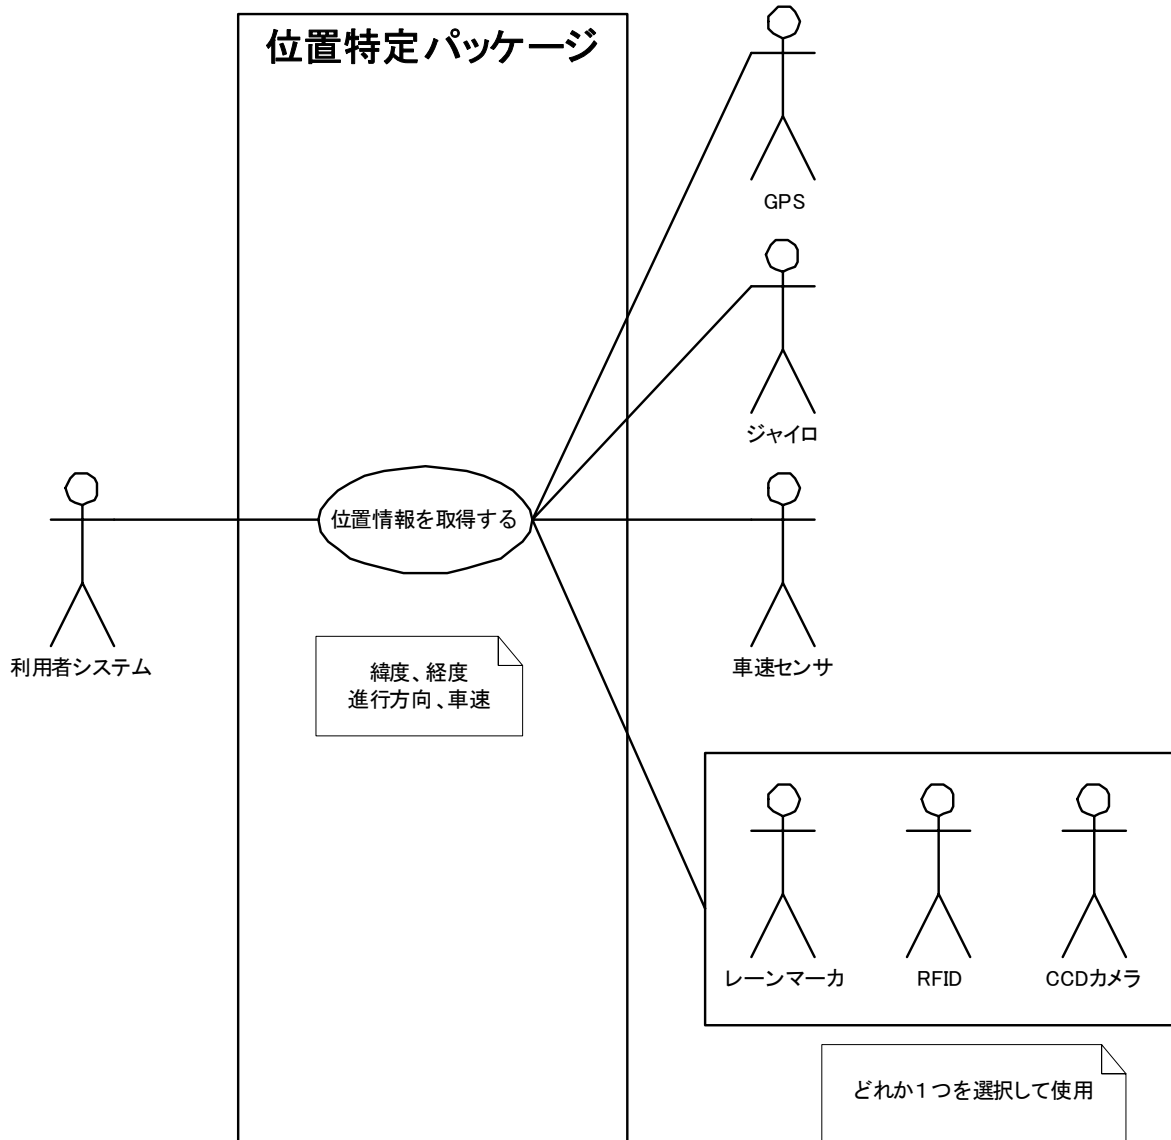 位置特定パッケージ
GPS
ジャイロ
位置情報を取得する
利用者システム
車速センサ
緯度、経度
進行方向、車速
レーンマーカ
RFID
CCDカメラ
どれか1つを選択して使用